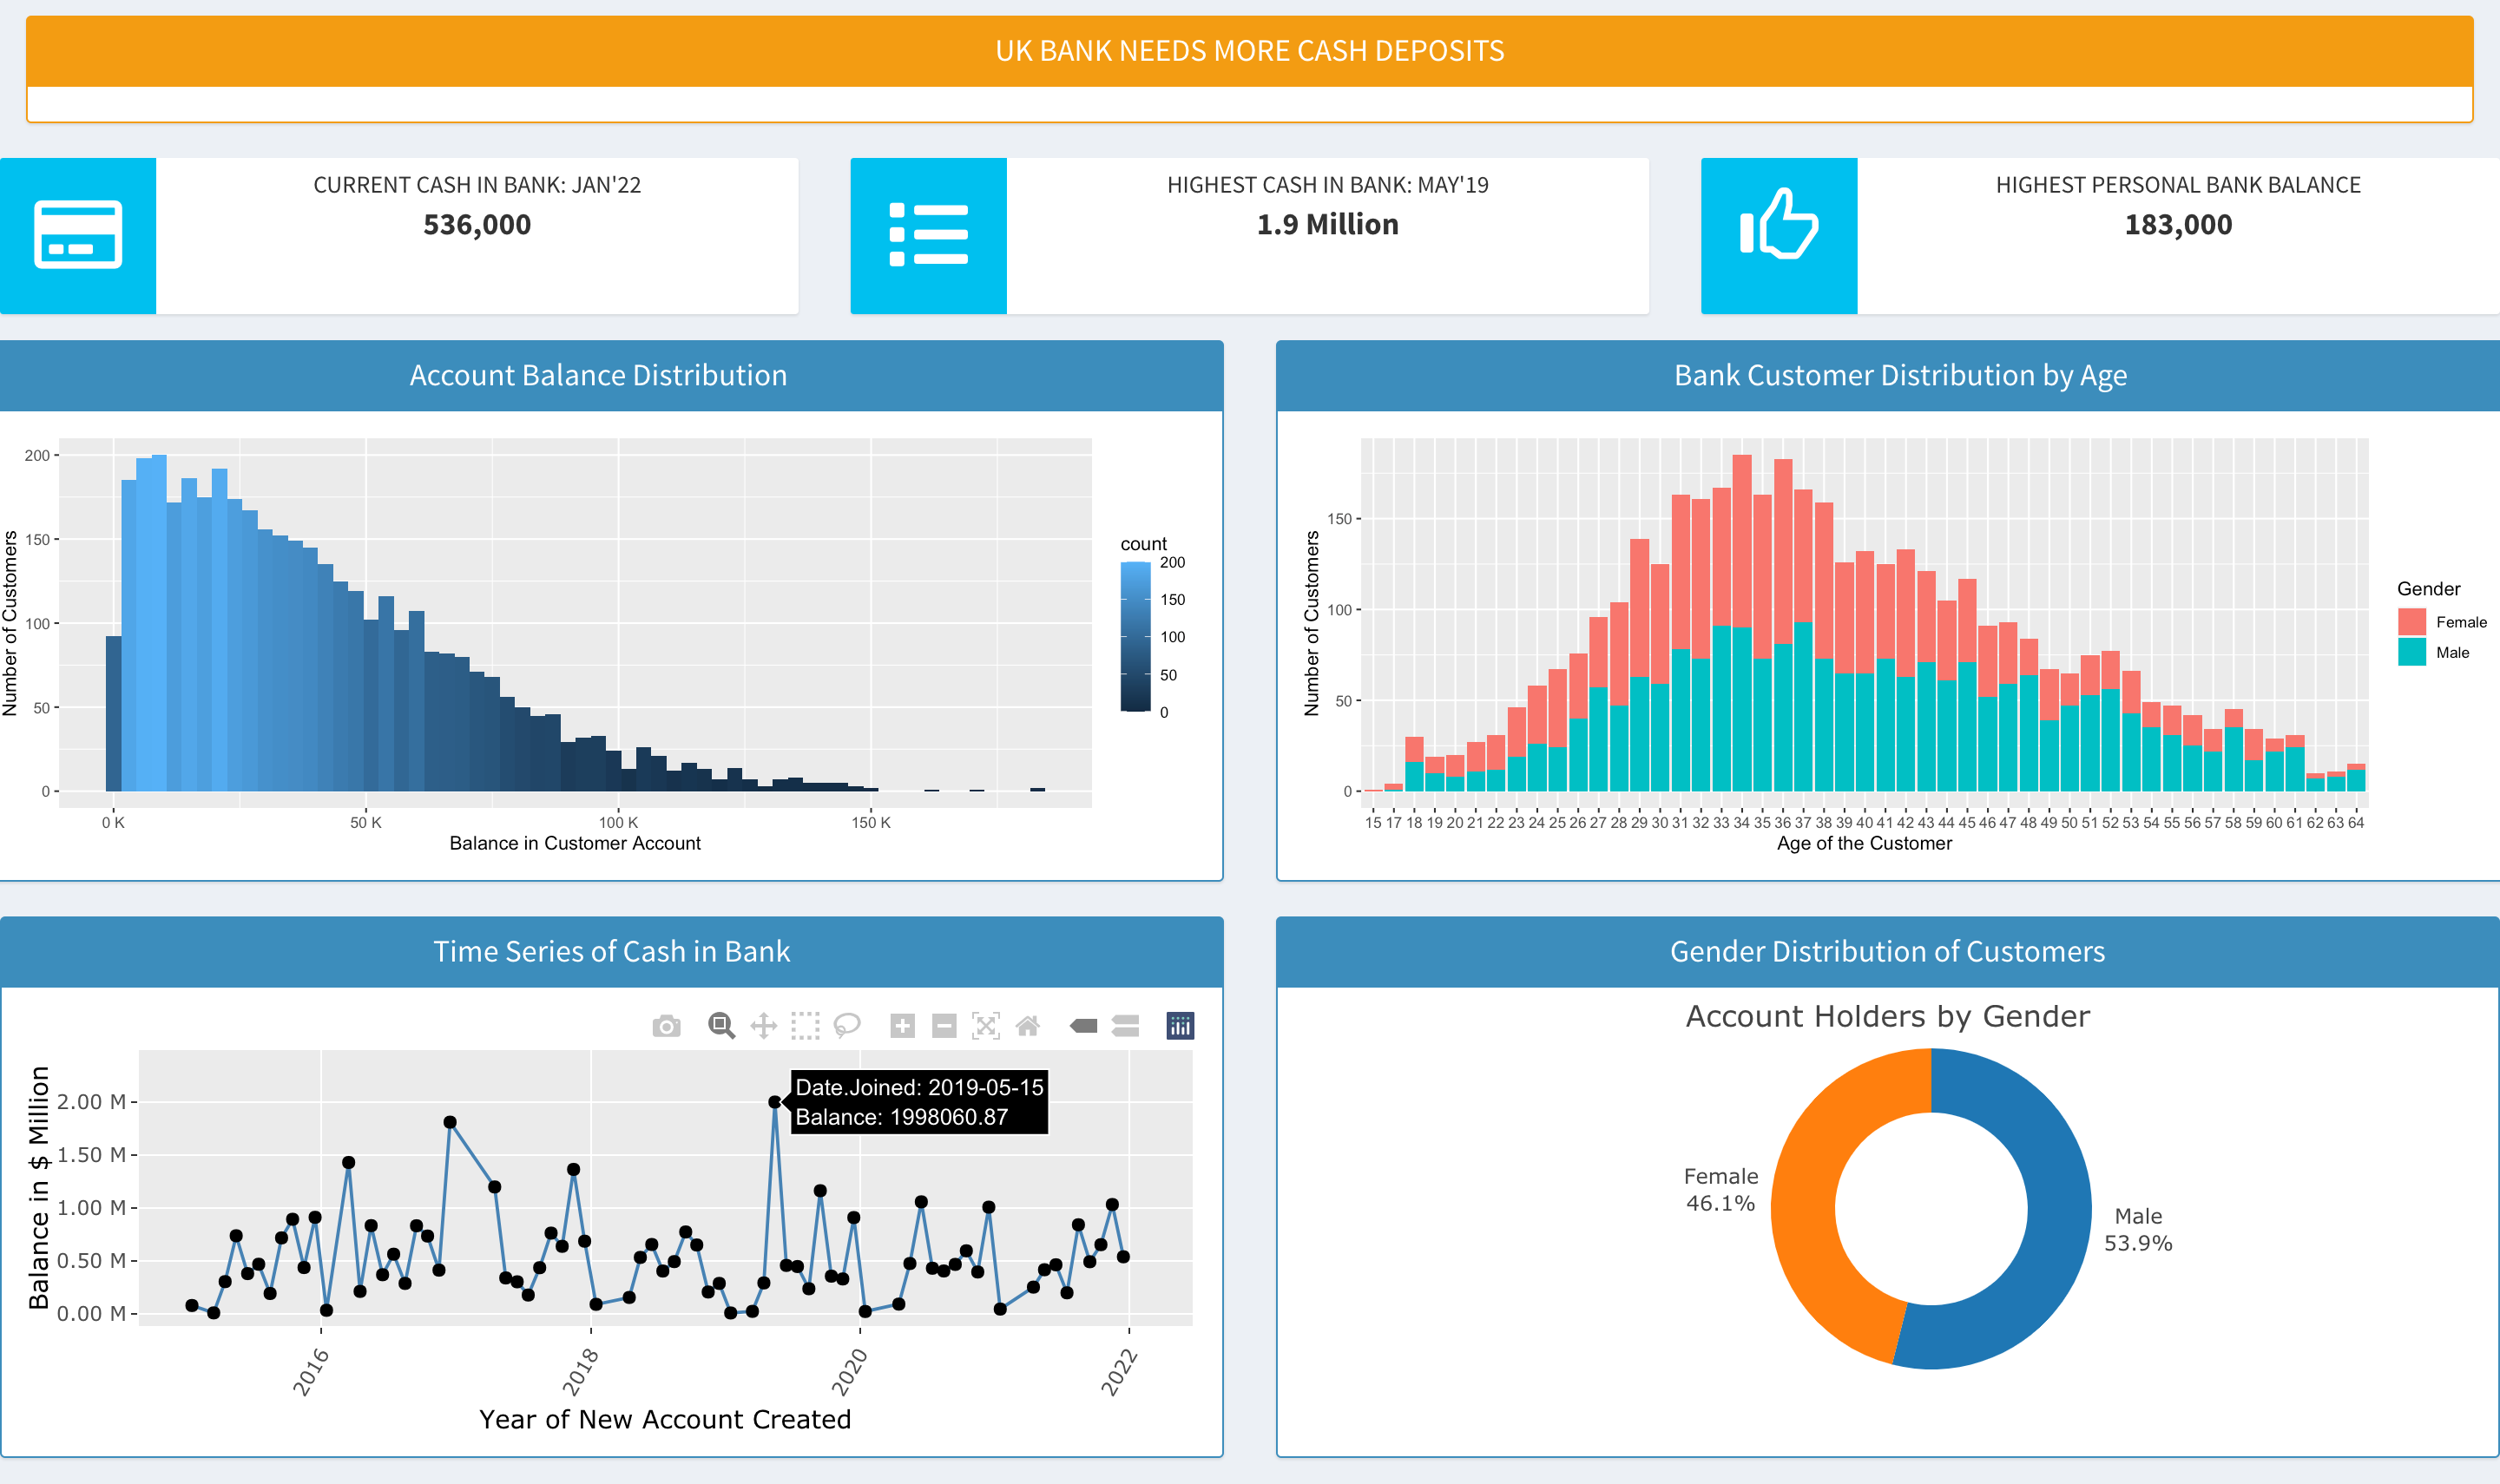 UK BANK NEEDS MORE CASH DEPOSITS
CURRENT CASH IN BANK: JAN'22
536,000
HIGHEST CASH IN BANK: MAY'19
1.9 Million
HIGHEST PERSONAL BANK BALANCE
183,000
Account Balance Distribution
Number of Customers
200
150
100
50
0
0 K 50 K 100 K 150 K
Balance in Customer Account
count
200
150
100
50
0
Bank Customer Distribution by Age
Number of Customers
150
100
50
0
15 17 18 19 20 21 22 23 24 25 26 27 28 29 30 31 32 33 34 35 36 37 38 39 40 41 42 43 44 45 46 47 48 49 50 51 52 53 54 55 56 57 58 59 60 61 62 63 64
Age of the Customer
Gender
Female
Male
Time Series of Cash in Bank
Balance in $ Million
2.00 M
1.50 M
1.00 M
0.50 M
0.00 M
Date.Joined: 2019-05-15
Balance: 1998060.87
2016 2018 2020 2022
Year of New Account Created
Gender Distribution of Customers
Account Holders by Gender
Female
46.1%
Male
53.9%